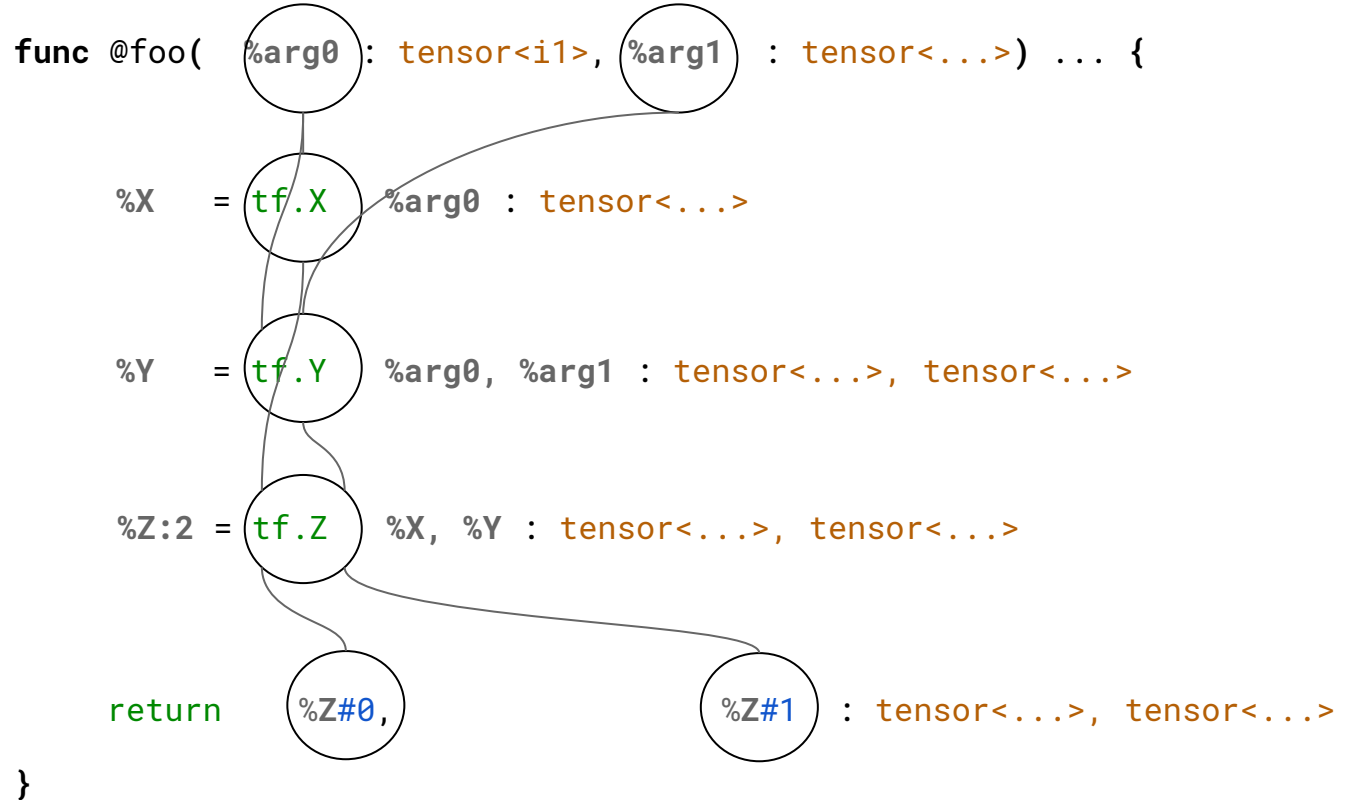 func @foo( %arg0 : tensor<i1>, %arg1 : tensor<...>) ... {
%X = tf.X %arg0 : tensor<...>
%Y = tf.Y %arg0, %arg1 : tensor<...>, tensor<...>
%Z:2 = tf.Z %X, %Y : tensor<...>, tensor<...>
return %Z#0, %Z#1 : tensor<...>, tensor<...>
}